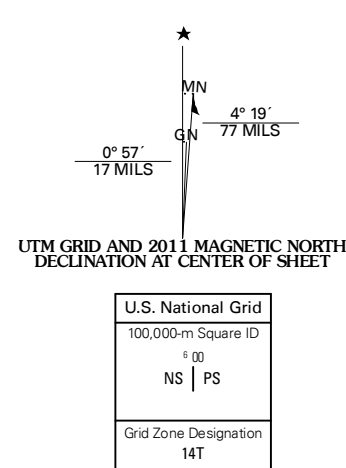 MN
4° 19´
77 MILS
GN
0° 57´
17 MILS
UTM GRID AND 2011 MAGNETIC NORTH
DECLINATION AT CENTER OF SHEET
U.S. National Grid
100,000-m Square ID
6 00
NS PS
Grid Zone Designation
14T